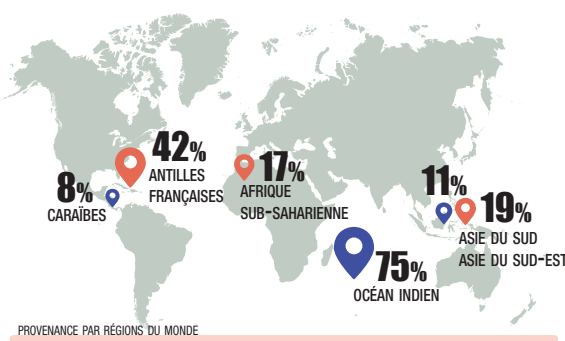 42%
ANTILLES
FRANÇAISES
8%
CARAÏBES
17%
AFRIQUE
SUB-SAHARIENNE
11%
19%
ASIE DU SUD
ASIE DU SUD-EST
75%
OCÉAN INDIEN
PROVENANCE PAR RÉGIONS DU MONDE